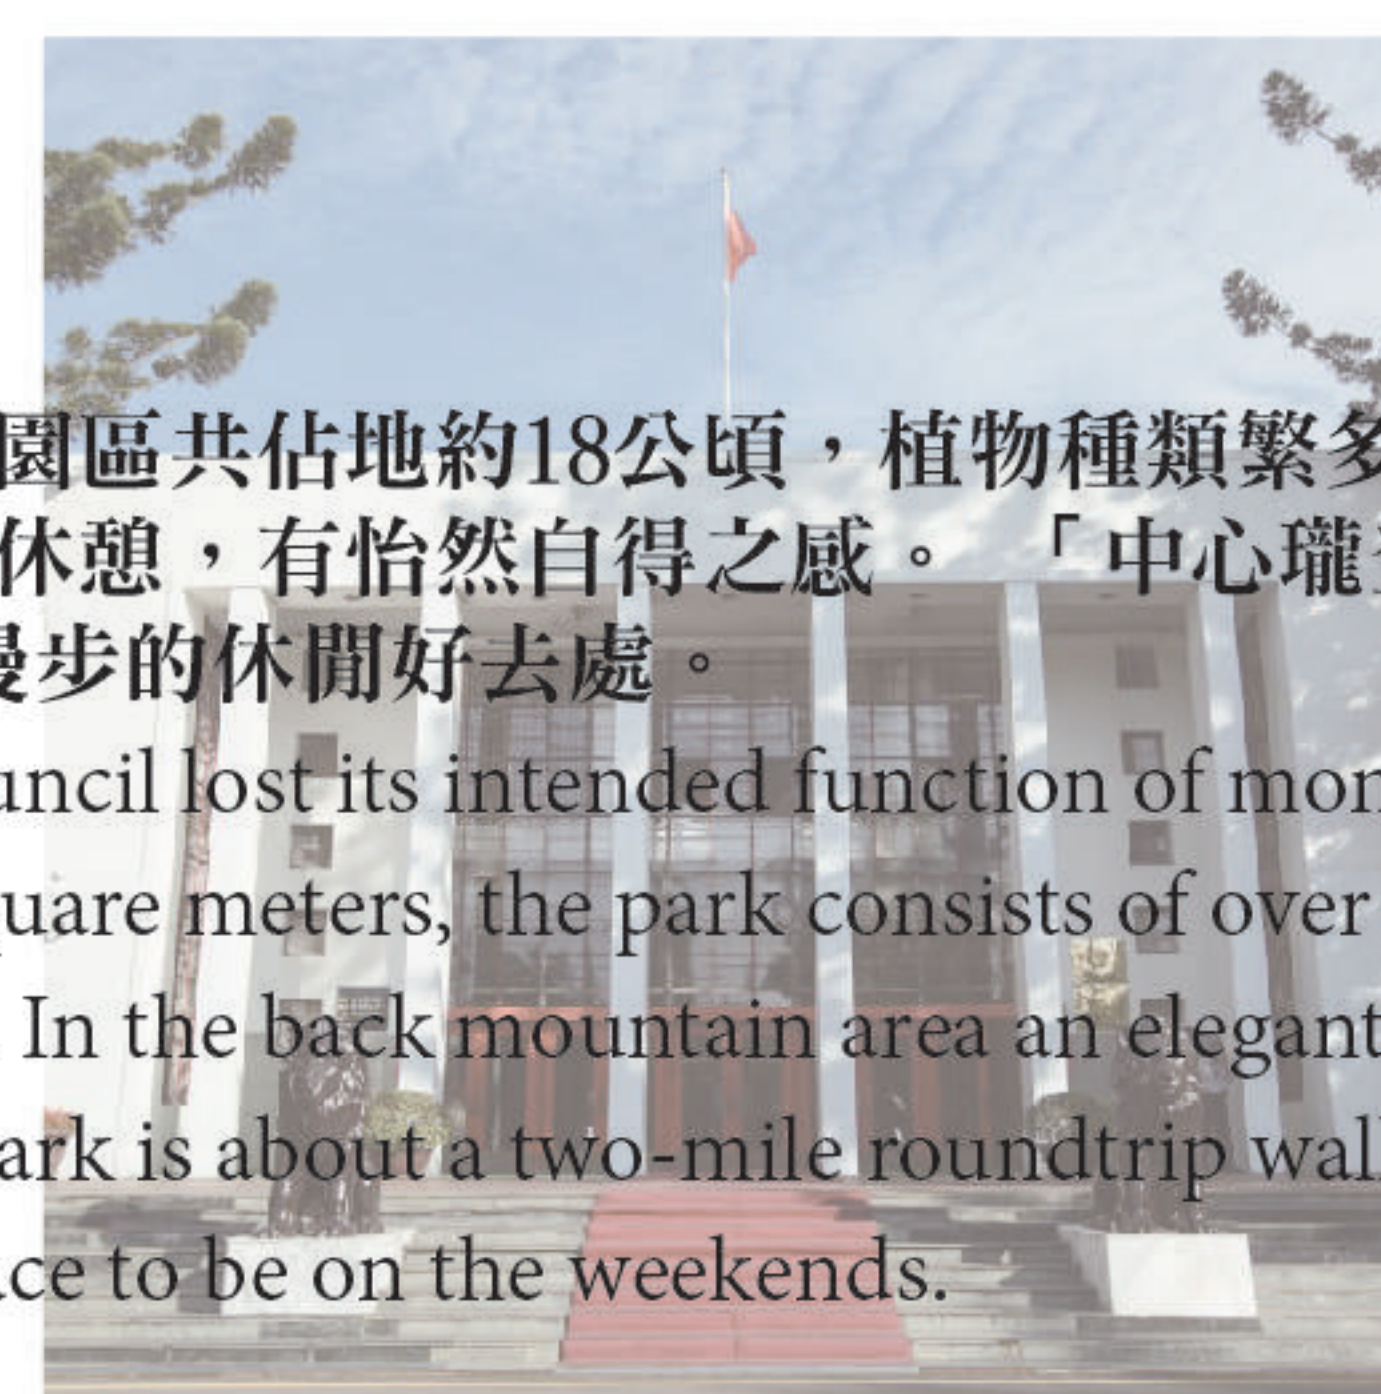 園區共佔地約18公頃，植物種類繁多
休憩，有怡然自得之感。「中心瓏
步的休閒好去處。
uncil lost its intended function of mon
uare meters, the park consists of over
In the back mountain area an elegant
ark is about a two-mile roundtrip wal
ce to be on the weekends.